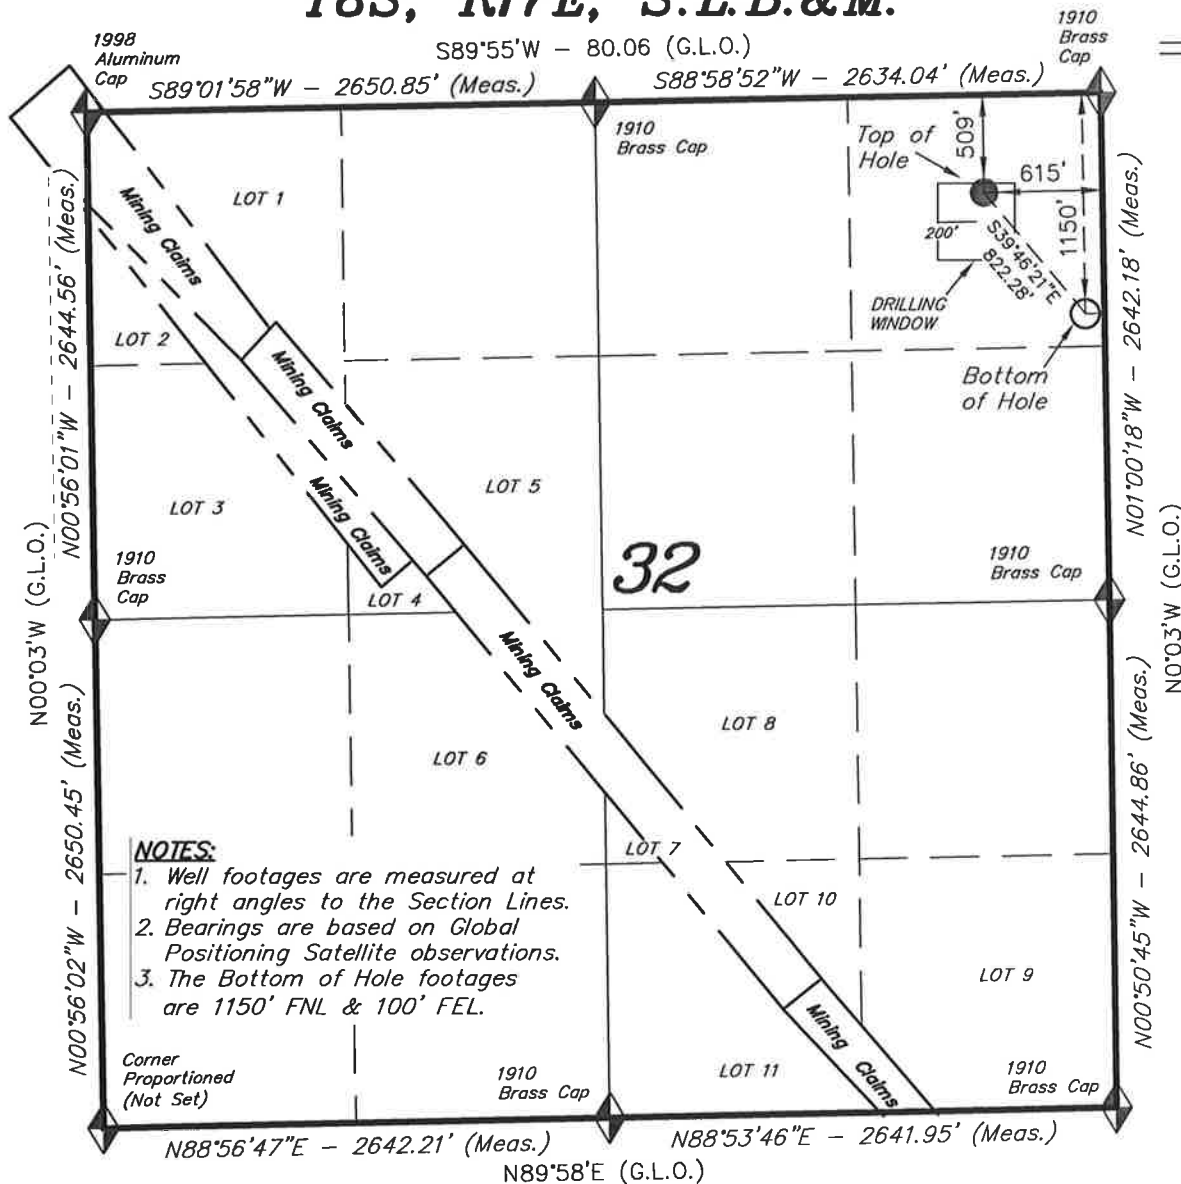 T8S, R17E, S.L.B.&M.
S89°55'W – 80.06 (G.L.O.)
1998
Aluminum
Cap
S89°01'58"W – 2650.85' (Meas.)
S88°58'52"W – 2634.04' (Meas.)
1910
Brass
Cap
1910
Brass Cap
Top of
Hole
509'
615'
1150'
200'
S39°46'21"E
822.28'
DRILLING
WINDOW
Bottom
of Hole
LOT 1
Mining Claims
LOT 2
Mining Claims
Mining Claims
LOT 3
LOT 4
LOT 5
32
N00°56'01"W – 2644.56' (Meas.)
N00°03'W (G.L.O.)
N01°00'18"W – 2642.18' (Meas.)
N0°03'W (G.L.O.)
1910
Brass
Cap
1910
Brass Cap
Mining Claims
LOT 6
LOT 8
LOT 7
LOT 10
LOT 9
N00°56'02"W – 2650.45' (Meas.)
N00°50'45"W – 2644.86' (Meas.)
NOTES:
1. Well footages are measured at
right angles to the Section Lines.
2. Bearings are based on Global
Positioning Satellite observations.
3. The Bottom of Hole footages
are 1150' FNL & 100' FEL.
Mining Claims
LOT 11
Corner
Proportioned
(Not Set)
1910
Brass Cap
1910
Brass Cap
N88°56'47"E – 2642.21' (Meas.)
N88°53'46"E – 2641.95' (Meas.)
N89°58'E (G.L.O.)